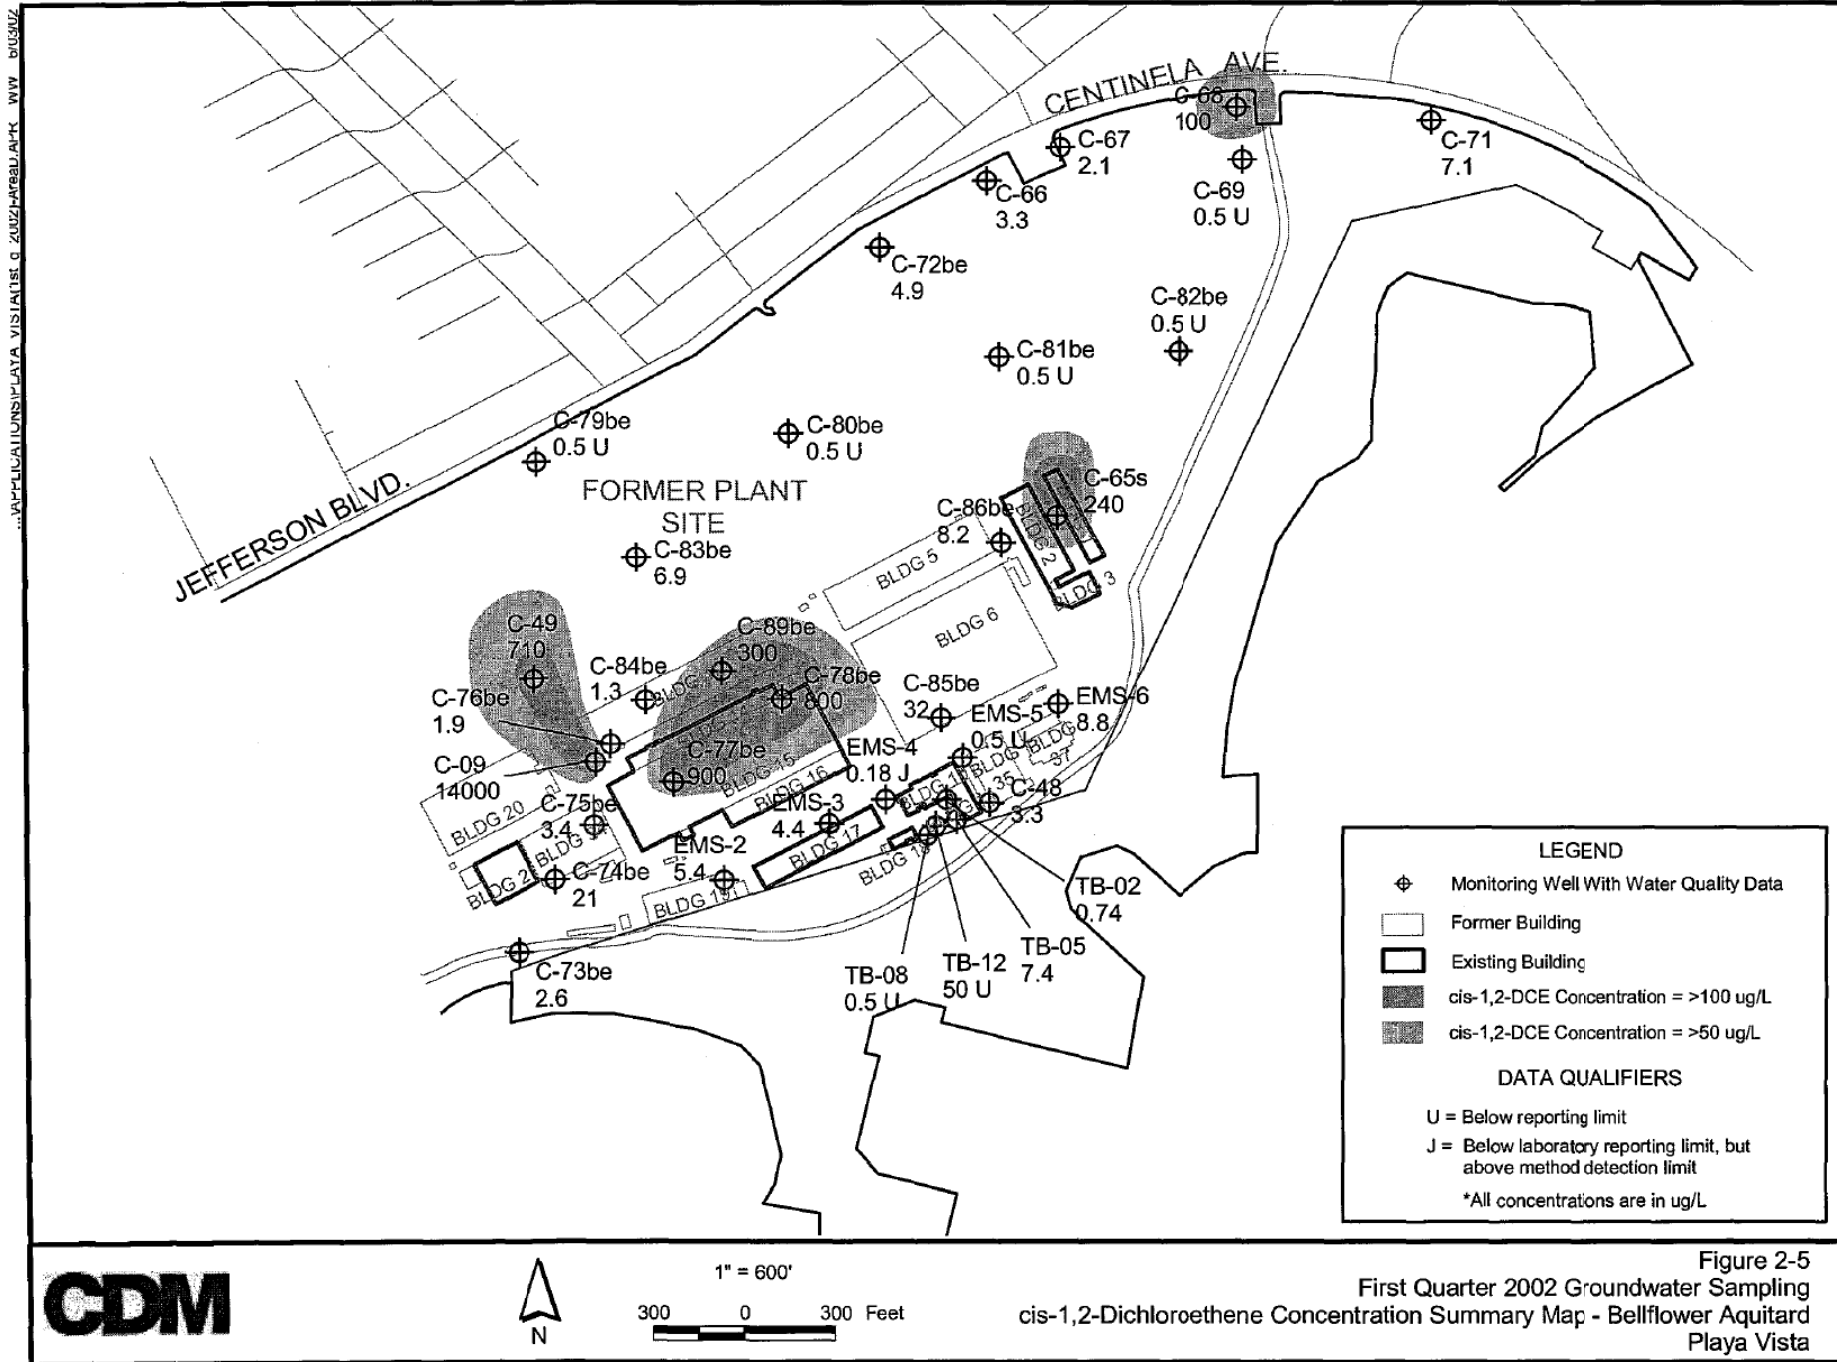 CENTINELA AVE.
C-68
100
C-67
2.1
C-71
7.1
C-66
3.3
C-69
0.5 U
C-72be
4.9
C-82be
0.5 U
C-81be
0.5 U
C-79be
0.5 U
C-80be
0.5 U
JEFFERSON BLVD.
FORMER PLANT
SITE
C-65s
240
C-86be
8.2
BLDG 2
BLDG 3
C-83be
6.9
BLDG 5
BLDG 6
C-49
710
C-89be
300
C-84be
1.3
BLDG
C-78be
800
C-76be
1.9
C-85be
32
EMS-5
0.5 U
EMS-6
8.8
BLDG
37
C-77be
900
BLDG 15
BLDG 16
EMS-4
0.18 J
BLDG
35
C-09
14000
C-48
3.3
C-75be
3.4
BLDG 20
BLDG
EMS-3
4.4
BLDG 17
EMS-2
5.4
BLDG 18
C-74be
21
BLDG 2
BLDG 19
TB-02
0.74
TB-05
7.4
TB-12
50 U
TB-08
0.5 U
C-73be
2.6
LEGEND
Monitoring Well With Water Quality Data
Former Building
Existing Building
cis-1,2-DCE Concentration = >100 ug/L
cis-1,2-DCE Concentration = >50 ug/L
DATA QUALIFIERS
U = Below reporting limit
J = Below laboratory reporting limit, but
above method detection limit
*All concentrations are in ug/L
CDM
N
1" = 600'
300 0 300 Feet
Figure 2-5
First Quarter 2002 Groundwater Sampling
cis-1,2-Dichloroethene Concentration Summary Map - Bellflower Aquitard
Playa Vista